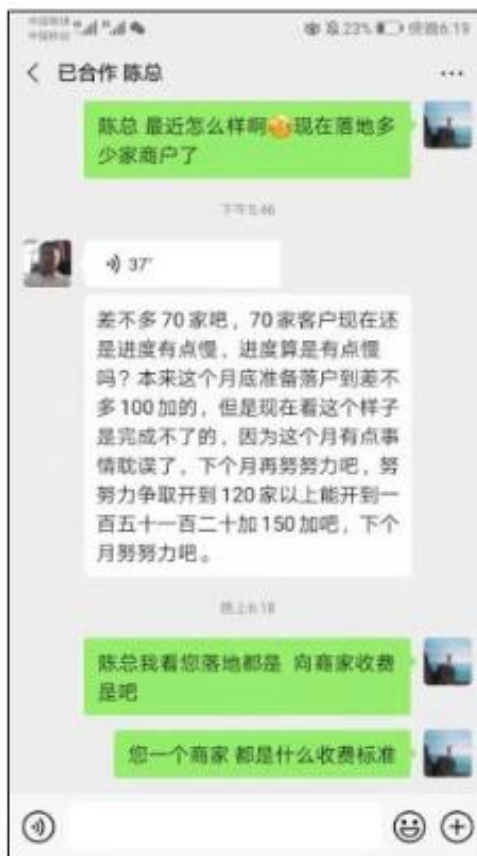 23% 傍晚6:19
已合作 陈总
陈总 最近怎么样啊 现在落地多
少家商户了
下午5:46
37"
差不多70家吧，70家客户现在还
是进度有点慢，进度算是有点慢
吗？本来这个月底准备落户到差不
多100加的，但是现在看这个样子
是完成不了的，因为这个月有点事
情耽误了，下个月再努努力吧，努
努力争取开到120家以上能开到一
百五十一百二十加150加吧，下个
月努努力吧。
晚上6:18
陈总我看您落地都是 向商家收费
是吧
您一个商家 都是什么收费标准